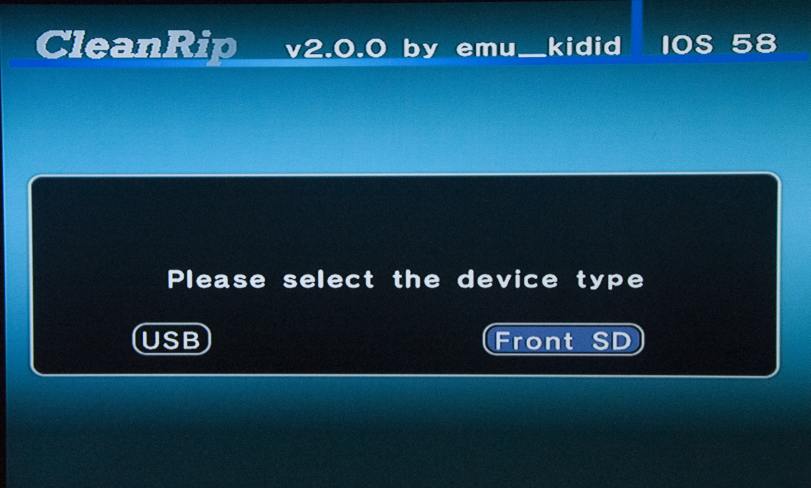 CleanRip v2.0.0 by emu_kidid IOS 58
Please select the device type
USB Front SD